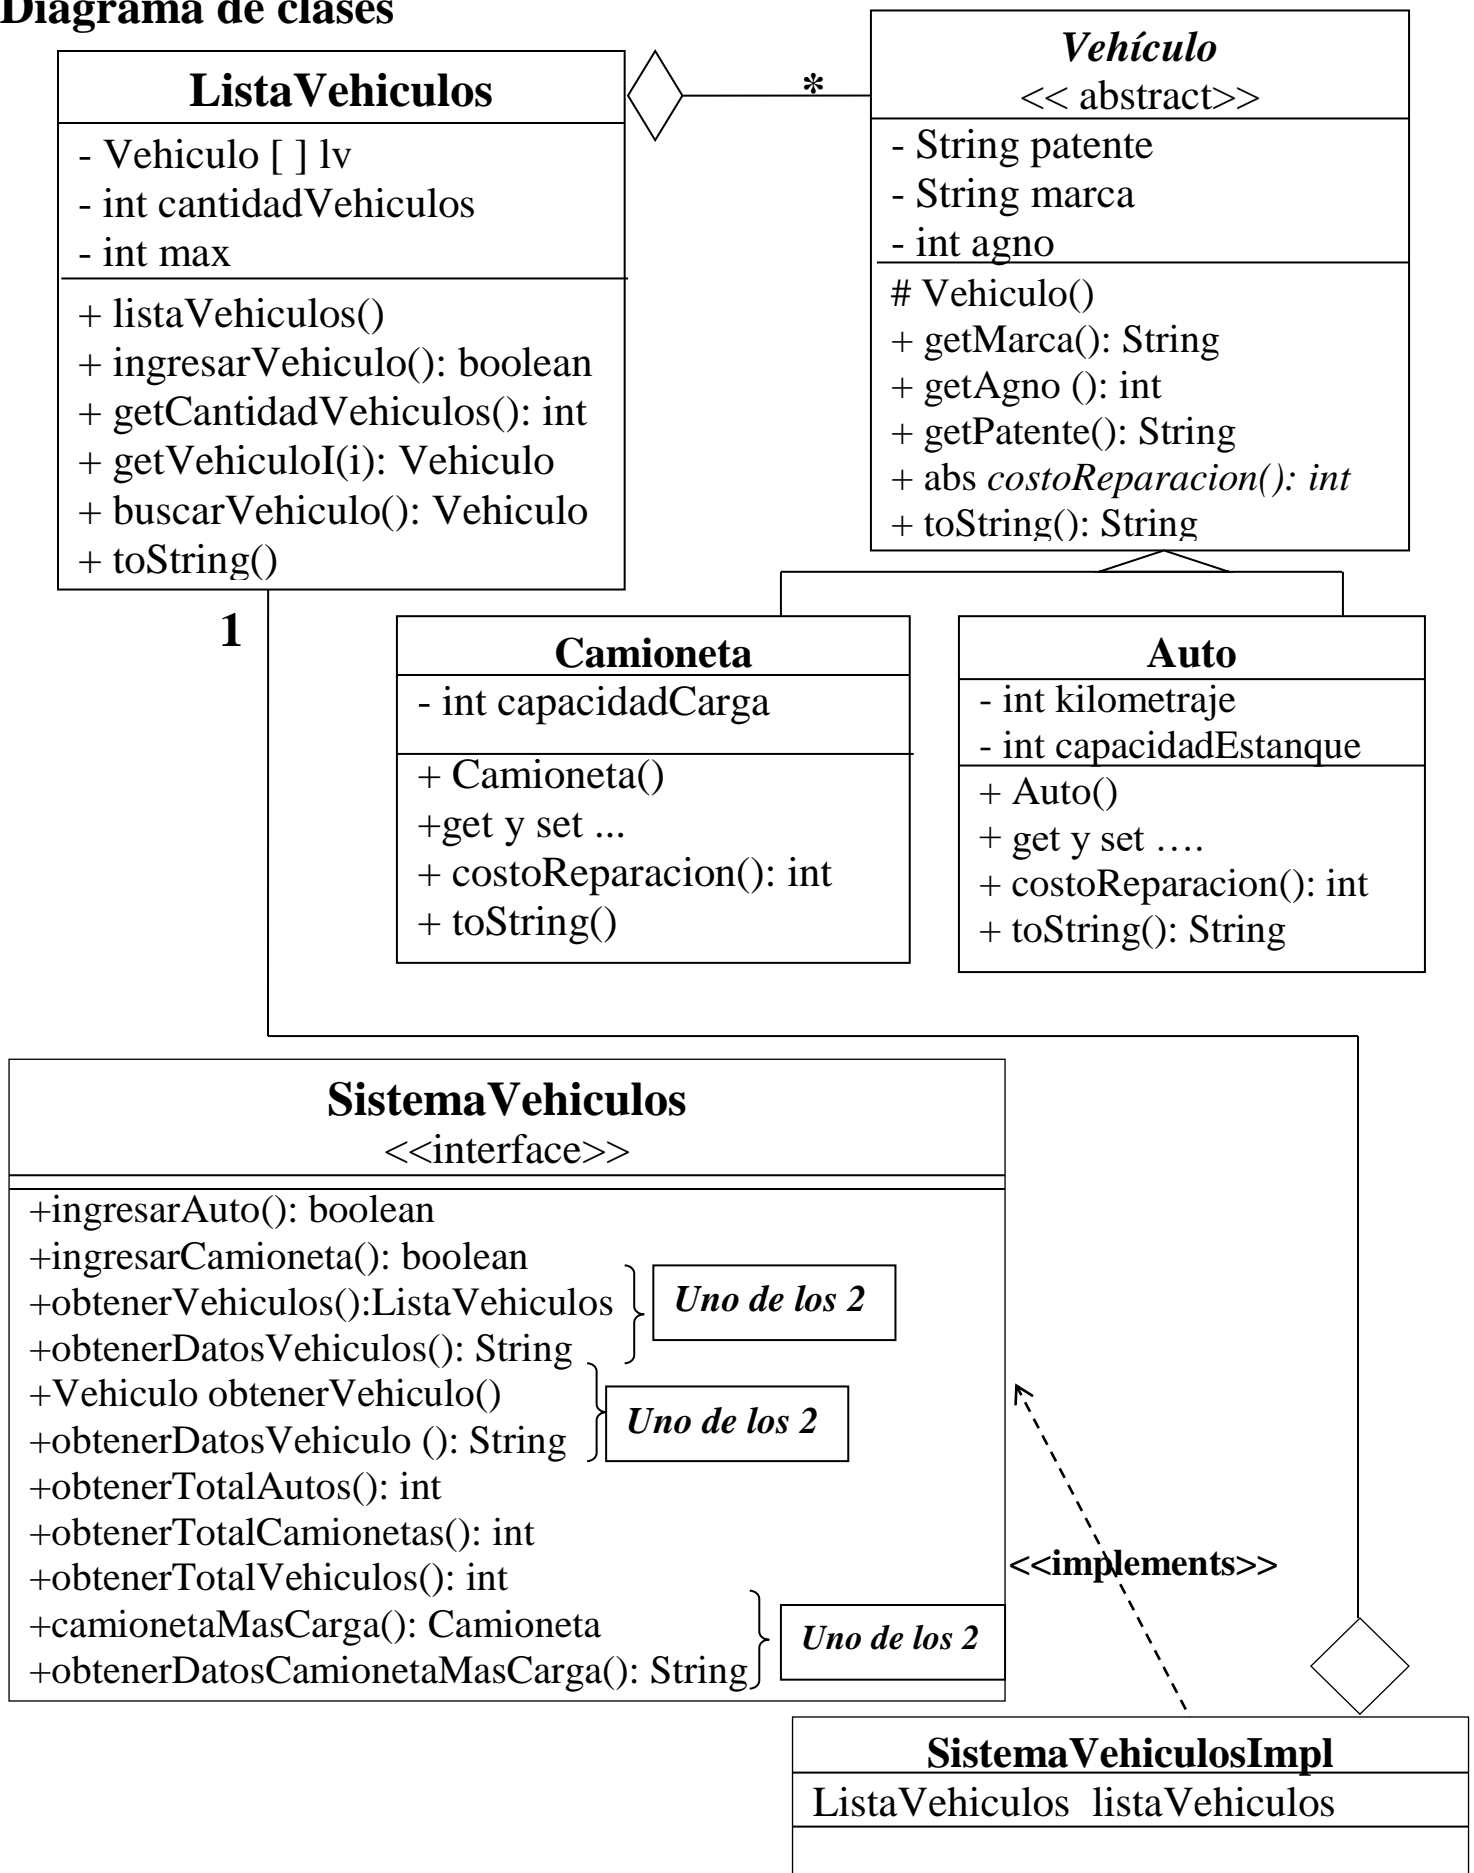 Diagrama de clases
ListaVehiculos
- Vehiculo [ ] lv
- int cantidadVehiculos
- int max
+ listaVehiculos()
+ ingresarVehiculo(): boolean
+ getCantidadVehiculos(): int
+ getVehiculoI(i): Vehiculo
+ buscarVehiculo(): Vehiculo
+ toString()
*
Vehículo
<< abstract>>
- String patente
- String marca
- int agno
# Vehiculo()
+ getMarca(): String
+ getAgno (): int
+ getPatente(): String
+ abs costoReparacion(): int
+ toString(): String
1
Camioneta
- int capacidadCarga
+ Camioneta()
+get y set ...
+ costoReparacion(): int
+ toString()
Auto
- int kilometraje
- int capacidadEstanque
+ Auto()
+ get y set ….
+ costoReparacion(): int
+ toString(): String
SistemaVehiculos
<<interface>>
+ingresarAuto(): boolean
+ingresarCamioneta(): boolean
+obtenerVehiculos():ListaVehiculos
+obtenerDatosVehiculos(): String
Uno de los 2
+Vehiculo obtenerVehiculo()
+obtenerDatosVehiculo (): String
Uno de los 2
+obtenerTotalAutos(): int
+obtenerTotalCamionetas(): int
+obtenerTotalVehiculos(): int
+camionetaMasCarga(): Camioneta
+obtenerDatosCamionetaMasCarga(): String
Uno de los 2
<<implements>>
SistemaVehiculosImpl
ListaVehiculos listaVehiculos